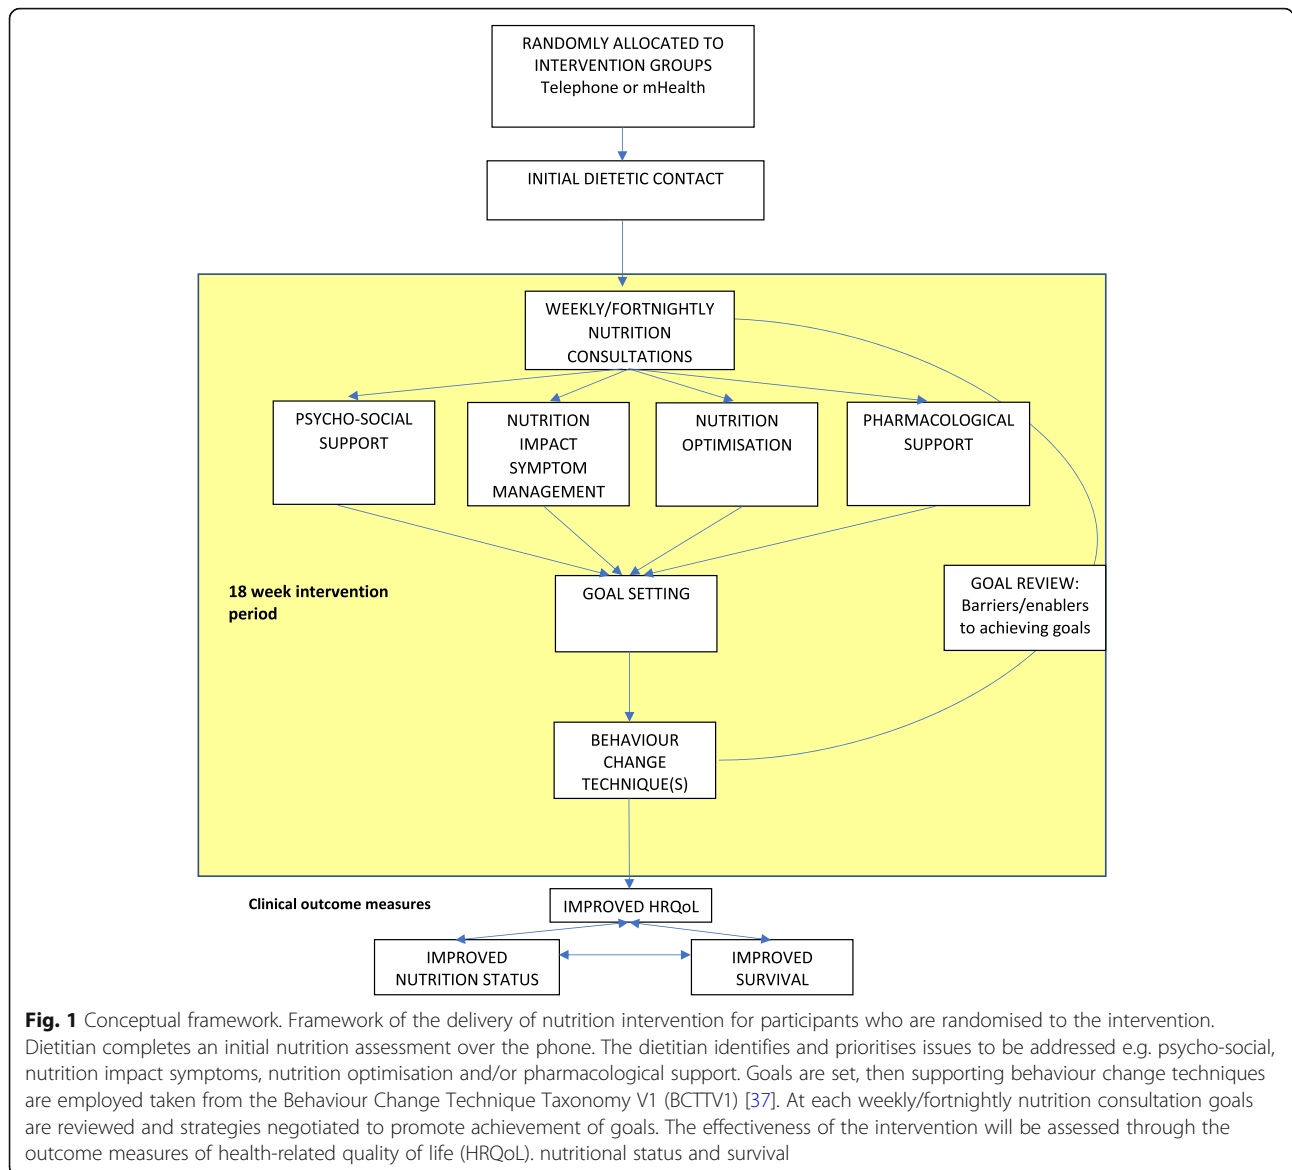 RANDOMLY ALLOCATED TO
INTERVENTION GROUPS
Telephone or mHealth
INITIAL DIETETIC CONTACT
WEEKLY/FORTNIGHTLY
NUTRITION
CONSULTATIONS
PSYCHO-SOCIAL
SUPPORT
NUTRITION
IMPACT
SYMPTOM
MANAGEMENT
NUTRITION
OPTIMISATION
PHARMACOLOGICAL
SUPPORT
18 week intervention
period
GOAL SETTING
GOAL REVIEW:
Barriers/enablers
to achieving goals
BEHAVIOUR
CHANGE
TECHNIQUE(S)
Clinical outcome measures
IMPROVED HRQoL
IMPROVED
NUTRITION STATUS
IMPROVED
SURVIVAL
Fig. 1 Conceptual framework. Framework of the delivery of nutrition intervention for participants who are randomised to the intervention.
Dietitian completes an initial nutrition assessment over the phone. The dietitian identifies and prioritises issues to be addressed e.g. psycho-social,
nutrition impact symptoms, nutrition optimisation and/or pharmacological support. Goals are set, then supporting behaviour change techniques
are employed taken from the Behaviour Change Technique Taxonomy V1 (BCTTV1) [37]. At each weekly/fortnightly nutrition consultation goals
are reviewed and strategies negotiated to promote achievement of goals. The effectiveness of the intervention will be assessed through the
outcome measures of health-related quality of life (HRQoL). nutritional status and survival